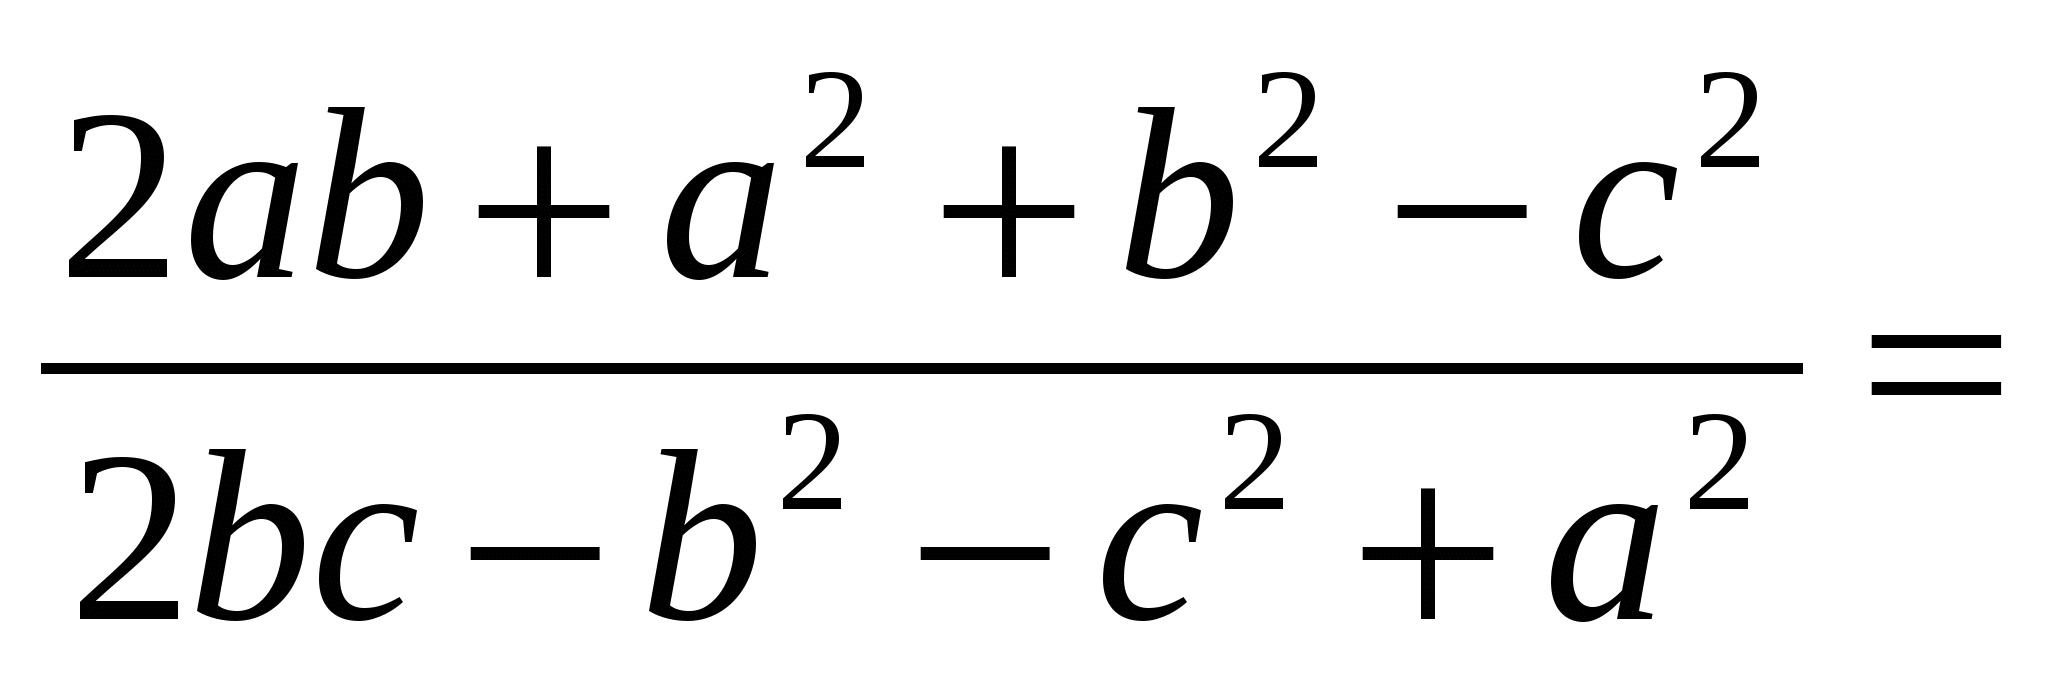 2ab + a² + b² − c²
=
2bc − b² − c² + a²